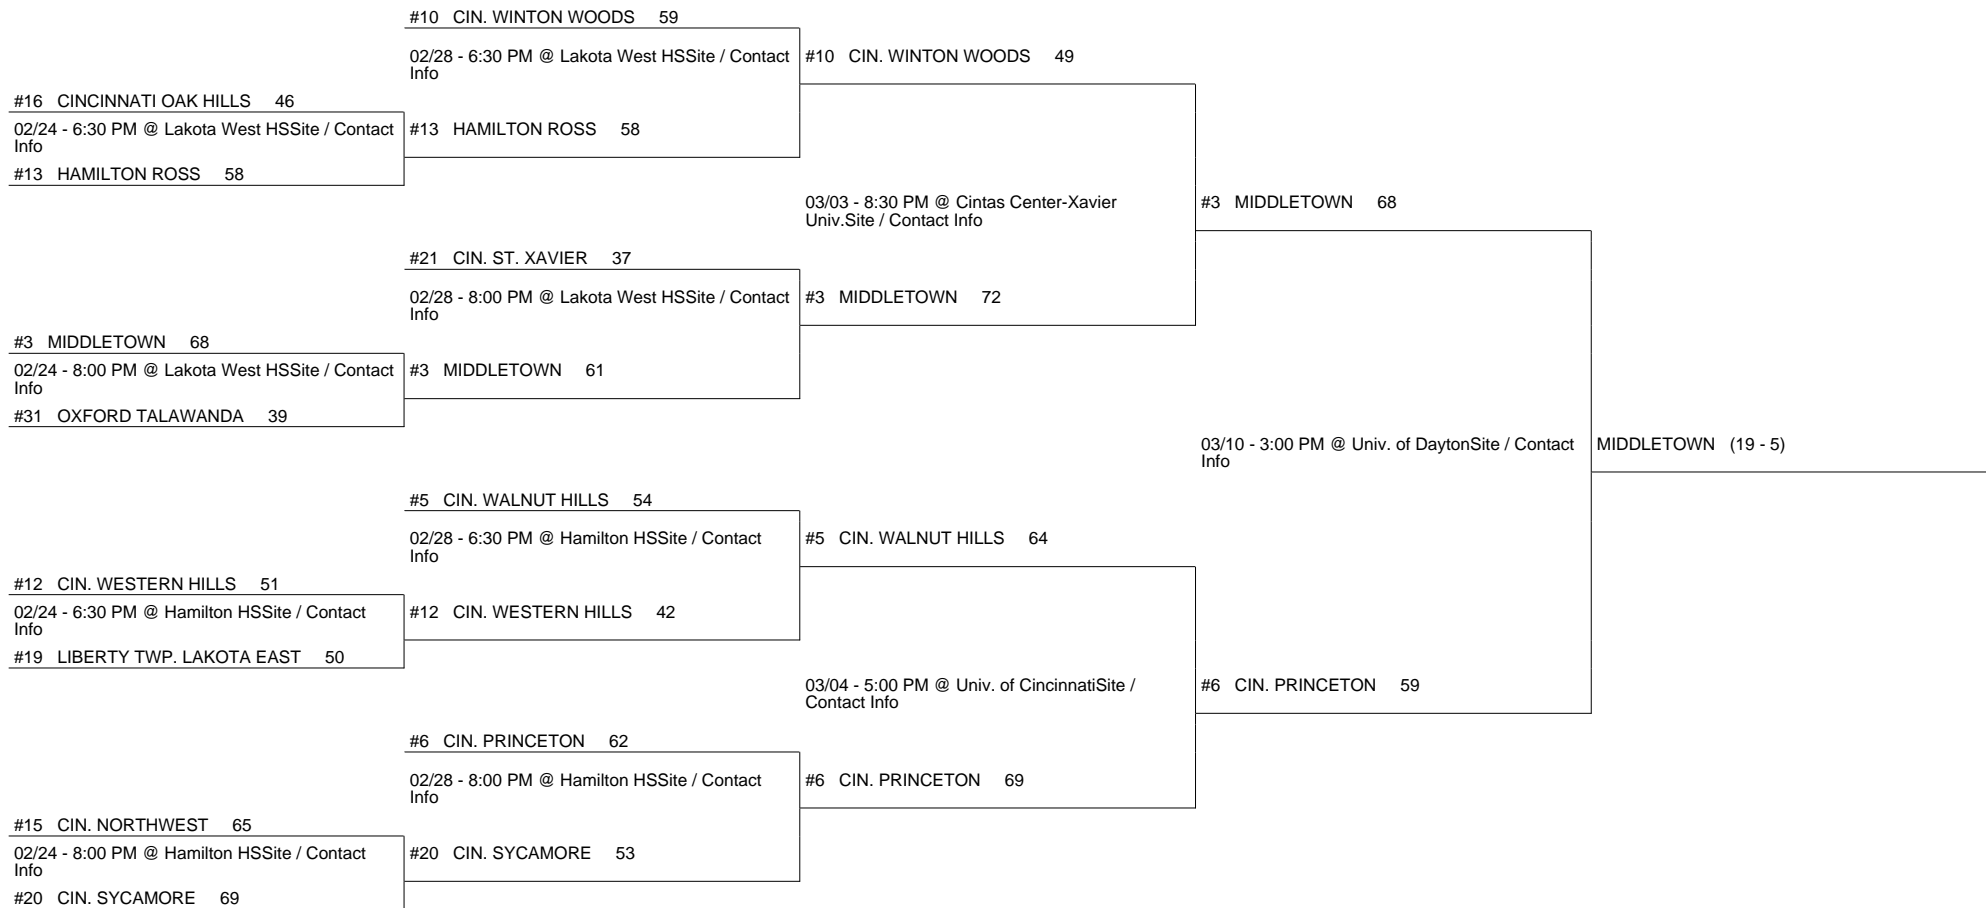 #10 CIN. WINTON WOODS 59
02/28 - 6:30 PM @ Lakota West HSSite / Contact
Info
#10 CIN. WINTON WOODS 49
#16 CINCINNATI OAK HILLS 46
02/24 - 6:30 PM @ Lakota West HSSite / Contact
Info
#13 HAMILTON ROSS 58
#13 HAMILTON ROSS 58
03/03 - 8:30 PM @ Cintas Center-Xavier
Univ.Site / Contact Info
#3 MIDDLETOWN 68
#21 CIN. ST. XAVIER 37
02/28 - 8:00 PM @ Lakota West HSSite / Contact
Info
#3 MIDDLETOWN 72
#3 MIDDLETOWN 68
02/24 - 8:00 PM @ Lakota West HSSite / Contact
Info
#3 MIDDLETOWN 61
#31 OXFORD TALAWANDA 39
03/10 - 3:00 PM @ Univ. of DaytonSite / Contact
Info
MIDDLETOWN (19 - 5)
#5 CIN. WALNUT HILLS 54
02/28 - 6:30 PM @ Hamilton HSSite / Contact
Info
#5 CIN. WALNUT HILLS 64
#12 CIN. WESTERN HILLS 51
02/24 - 6:30 PM @ Hamilton HSSite / Contact
Info
#12 CIN. WESTERN HILLS 42
#19 LIBERTY TWP. LAKOTA EAST 50
03/04 - 5:00 PM @ Univ. of CincinnatiSite /
Contact Info
#6 CIN. PRINCETON 59
#6 CIN. PRINCETON 62
02/28 - 8:00 PM @ Hamilton HSSite / Contact
Info
#6 CIN. PRINCETON 69
#15 CIN. NORTHWEST 65
02/24 - 8:00 PM @ Hamilton HSSite / Contact
Info
#20 CIN. SYCAMORE 53
#20 CIN. SYCAMORE 69